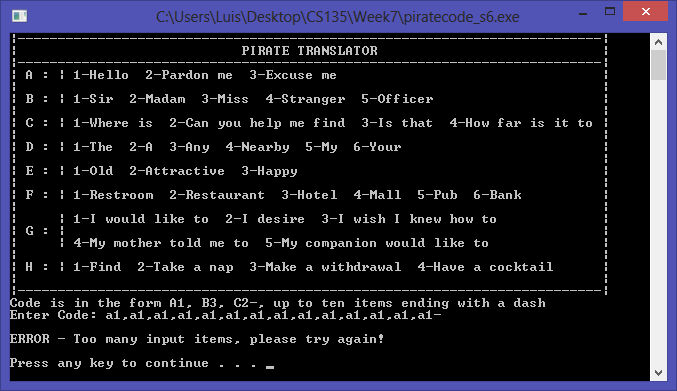 C:\Users\Luis\Desktop\CS135\Week7\piratecode_s6.exe
PIRATE TRANSLATOR
A : | 1-Hello 2-Pardon me 3-Excuse me
B : | 1-Sir 2-Madam 3-Miss 4-Stranger 5-Officer
C : | 1-Where is 2-Can you help me find 3-Is that 4-How far is it to
D : | 1-The 2-A 3-Any 4-Nearby 5-My 6-Your
E : | 1-Old 2-Attractive 3-Happy
F : | 1-Restroom 2-Restaurant 3-Hotel 4-Mall 5-Pub 6-Bank
| 1-I would like to 2-I desire 3-I wish I knew how to
G : |
| 4-My mother told me to 5-My companion would like to
H : | 1-Find 2-Take a nap 3-Make a withdrawal 4-Have a cocktail
Code is in the form A1, B3, C2-, up to ten items ending with a dash
Enter Code: a1,a1,a1,a1,a1,a1,a1,a1,a1,a1,a1,a1,a1,a1-
ERROR - Too many input items, please try again!
Press any key to continue . . . _